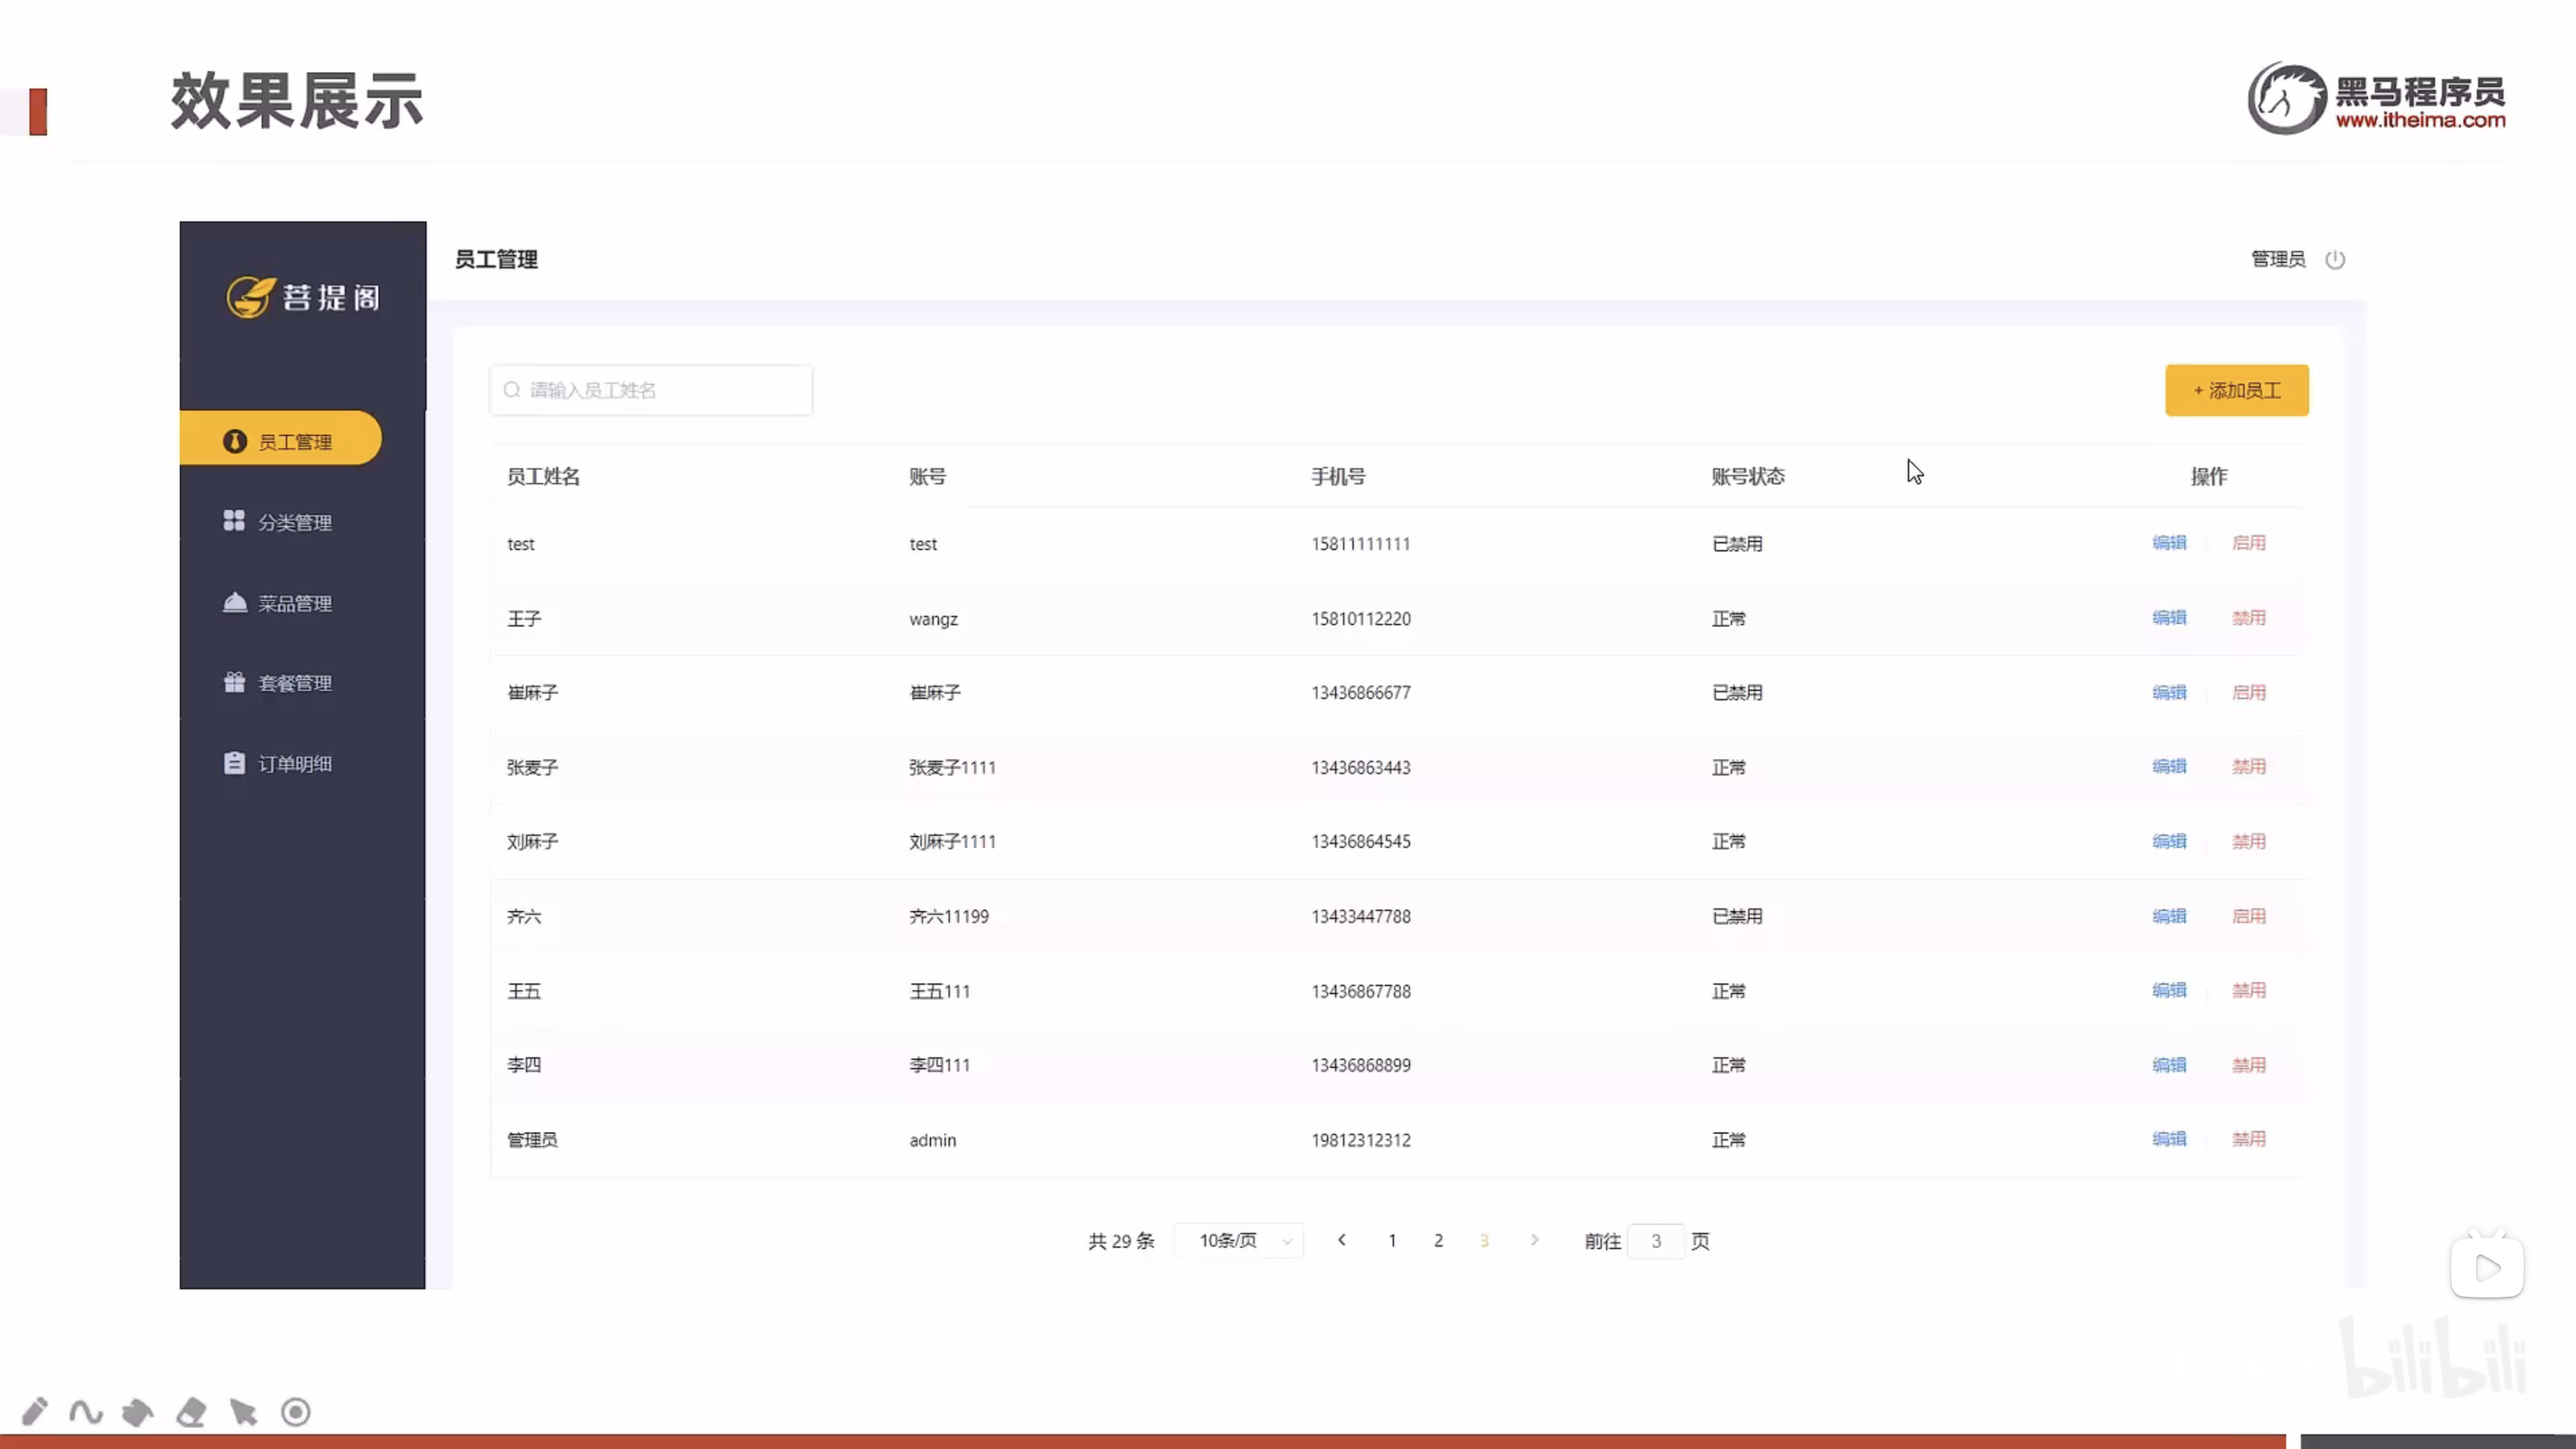 效果展示
黑马程序员
www.itheima.com
菩提阁
员工管理
分类管理
菜品管理
套餐管理
订单明细
员工管理
管理员
请输入员工姓名
+ 添加员工
员工姓名 账号 手机号 账号状态 操作
test test 15811111111 已禁用 编辑 启用
王子 wangz 15810112220 正常 编辑 禁用
崔麻子 崔麻子 13436866677 已禁用 编辑 启用
张麦子 张麦子1111 13436863443 正常 编辑 禁用
刘麻子 刘麻子1111 13436864545 正常 编辑 禁用
齐六 齐六11199 13433447788 已禁用 编辑 启用
王五 王五111 13436867788 正常 编辑 禁用
李四 李四111 13436868899 正常 编辑 禁用
管理员 admin 19812312312 正常 编辑 禁用
共 29 条 10条/页 1 2 3 前往 3 页
bilibili